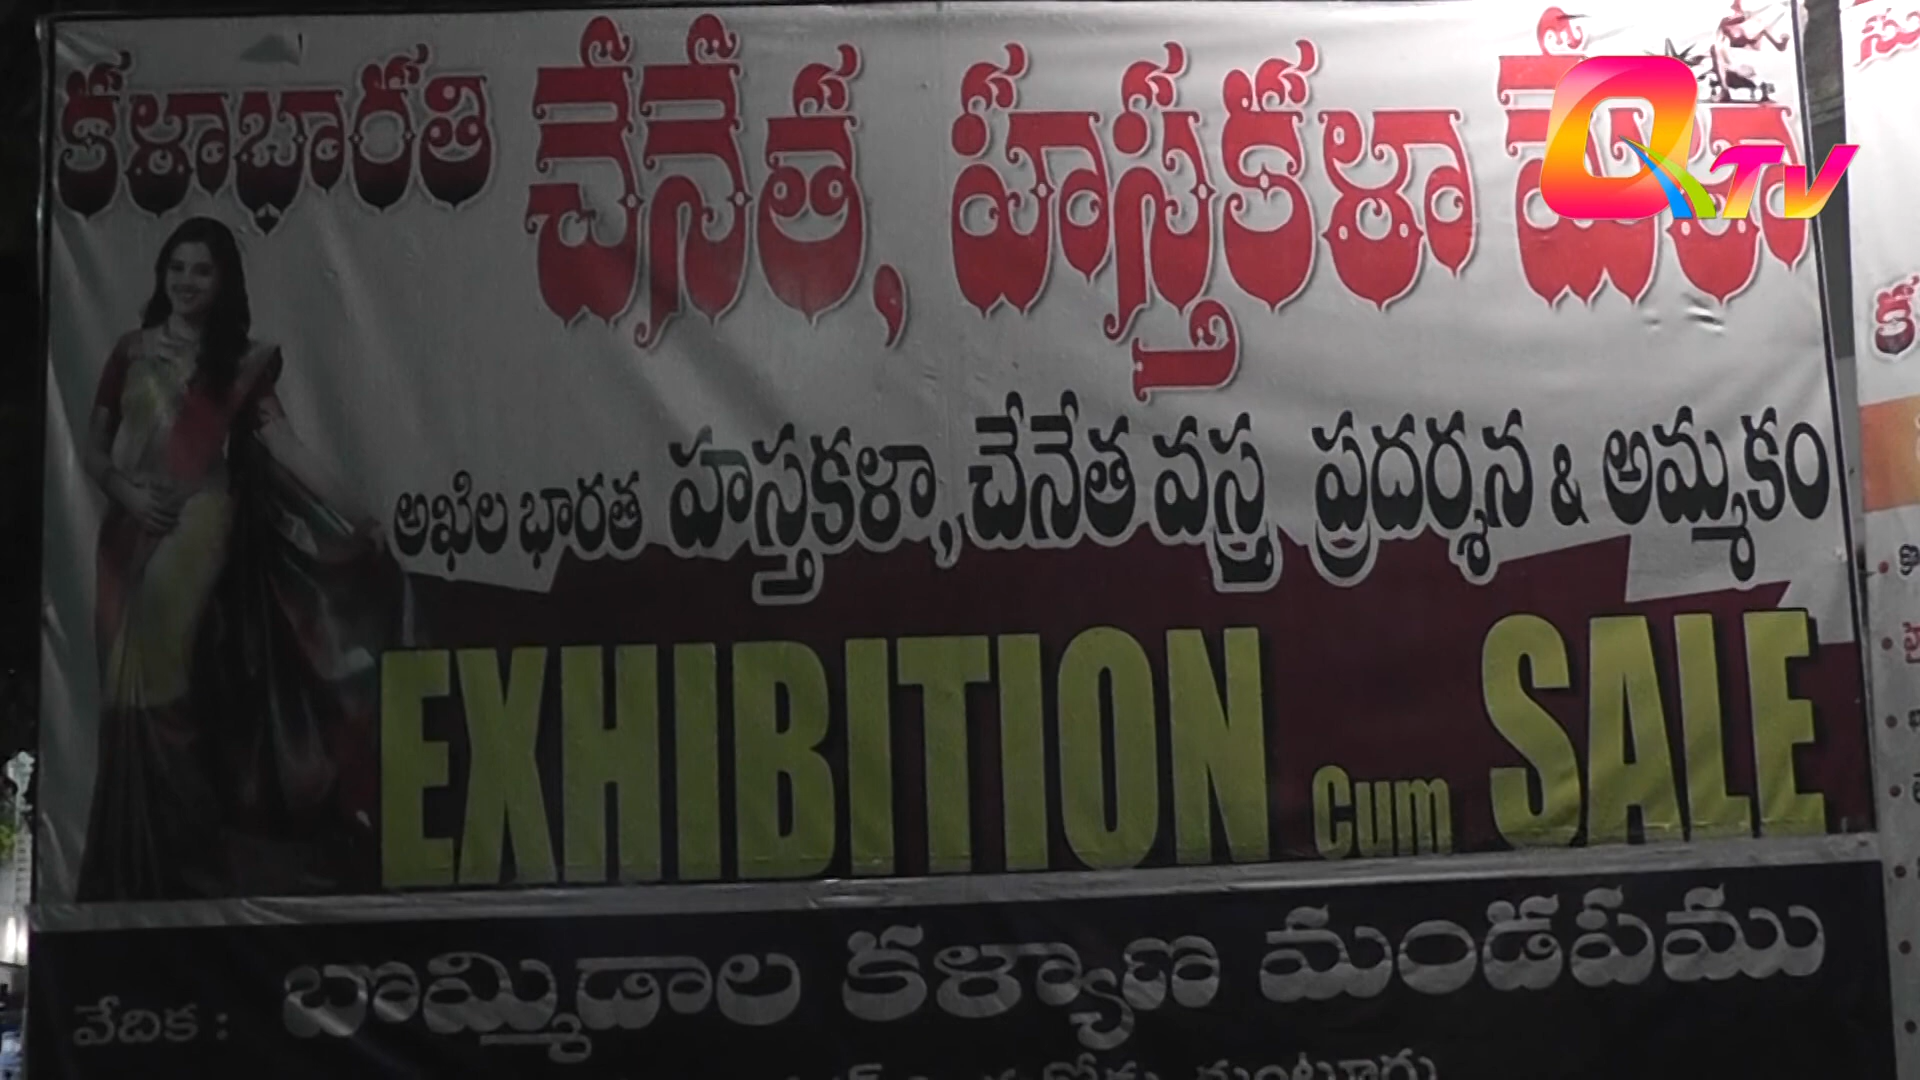 కళాభారతి చేనేత, హస్తకళా మేళా
QTV
అఖిల భారత హస్తకళా, చేనేత వస్త్ర ప్రదర్శన & అమ్మకం
EXHIBITION Cum SALE
వేదిక : బొమ్మిడాల కళ్యాణ మండపము
గుంటూరు